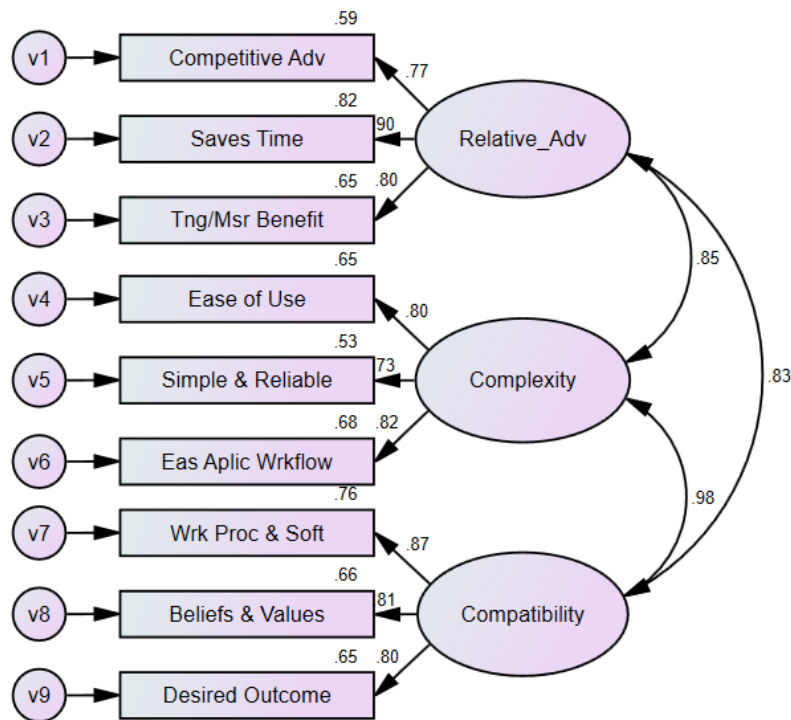 .59
v1
Competitive Adv
.77
.82
v2
Saves Time
90
Relative_Adv
.65
.80
v3
Tng/Msr Benefit
.65
.85
v4
Ease of Use
.80
.53
v5
Simple & Reliable
73
Complexity
.83
.68
.82
v6
Eas Aplic Wrkflow
.76
.98
v7
Wrk Proc & Soft
.87
.66
v8
Beliefs & Values
81
Compatibility
.65
.80
v9
Desired Outcome